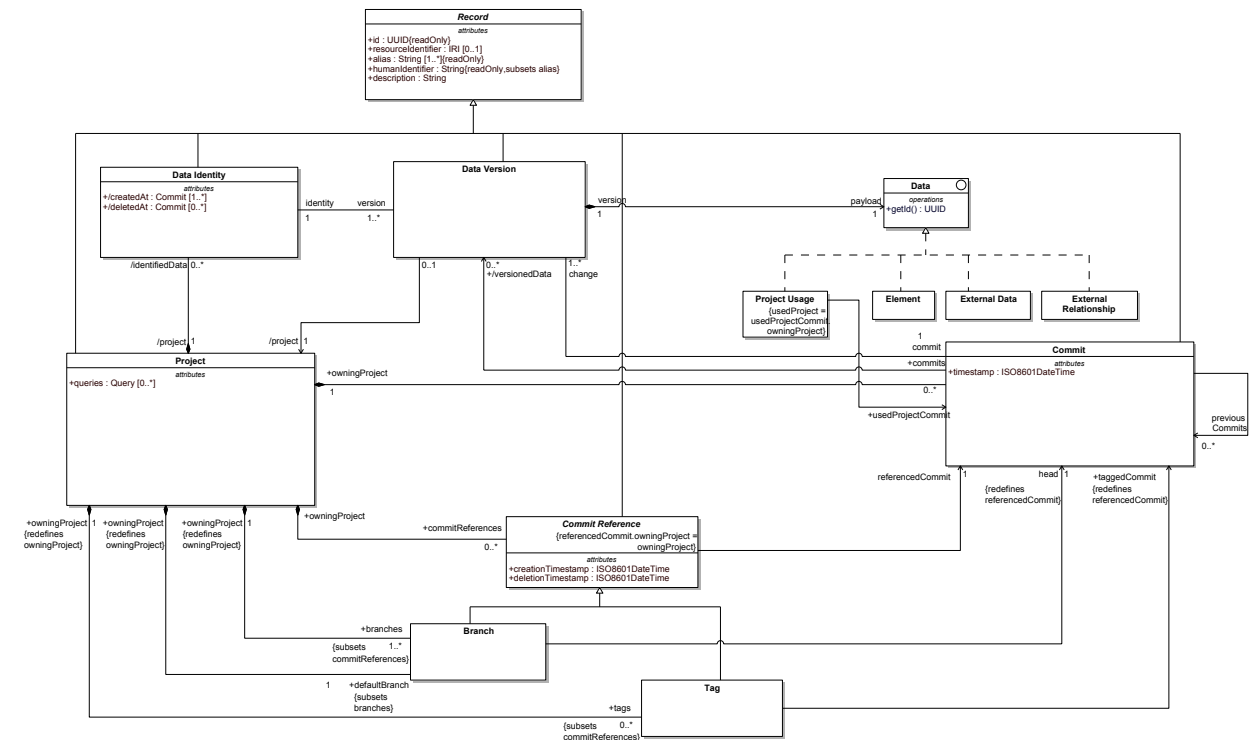 Record
attributes
+id : UUID{readOnly}
+resourceIdentifier : IRI [0..1]
+alias : String [1..*]{readOnly}
+humanIdentifier : String{readOnly,subsets alias}
+description : String
Data Identity
attributes
+/createdAt : Commit [1..*]
+/deletedAt : Commit [0..*]
identity
1
version
1..*
Data Version
version
1
payload
1
Data
operations
+getId() : UUID
/identifiedData
0..*
0..1
0..*
+/versionedData
1..*
change
Project Usage
{usedProject =
usedProjectCommit.
owningProject}
Element
External Data
External
Relationship
/project
1
/project
1
1
commit
+commits
0..*
Project
attributes
+queries : Query [0..*]
+owningProject
1
Commit
attributes
+timestamp : ISO8601DateTime
+usedProjectCommit
previous
Commits
0..*
referencedCommit
1
head
1
{redefines
referencedCommit}
+taggedCommit
{redefines
referencedCommit}
+owningProject
1
{redefines
owningProject}
+owningProject
{redefines
owningProject}
+owningProject
1
{redefines
owningProject}
+owningProject
+commitReferences
0..*
Commit Reference
{referencedCommit.owningProject =
owningProject}
attributes
+creationTimestamp : ISO8601DateTime
+deletionTimestamp : ISO8601DateTime
+branches
{subsets
commitReferences}
1..*
Branch
1
+defaultBranch
{subsets
branches}
+tags
{subsets
commitReferences}
0..*
Tag